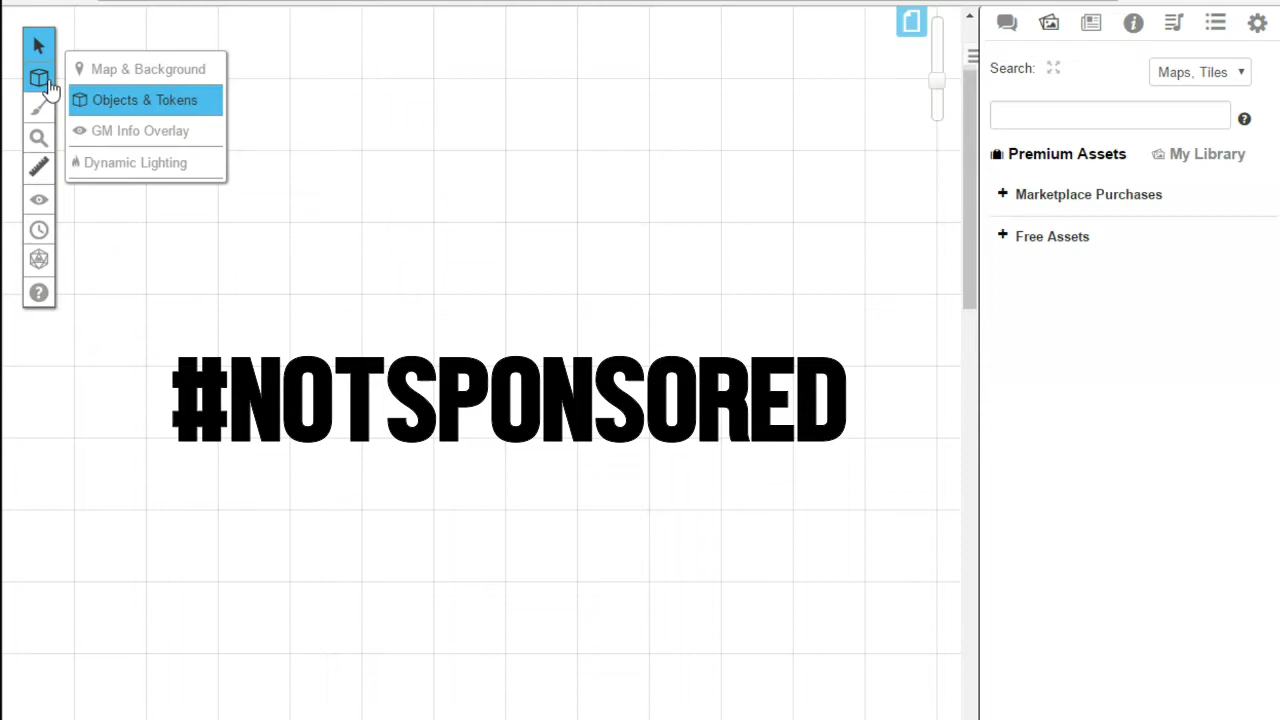 Map & Background
Objects & Tokens
GM Info Overlay
Dynamic Lighting
#NOTSPONSORED
Search:
Maps, Tiles
Premium Assets
My Library
Marketplace Purchases
Free Assets